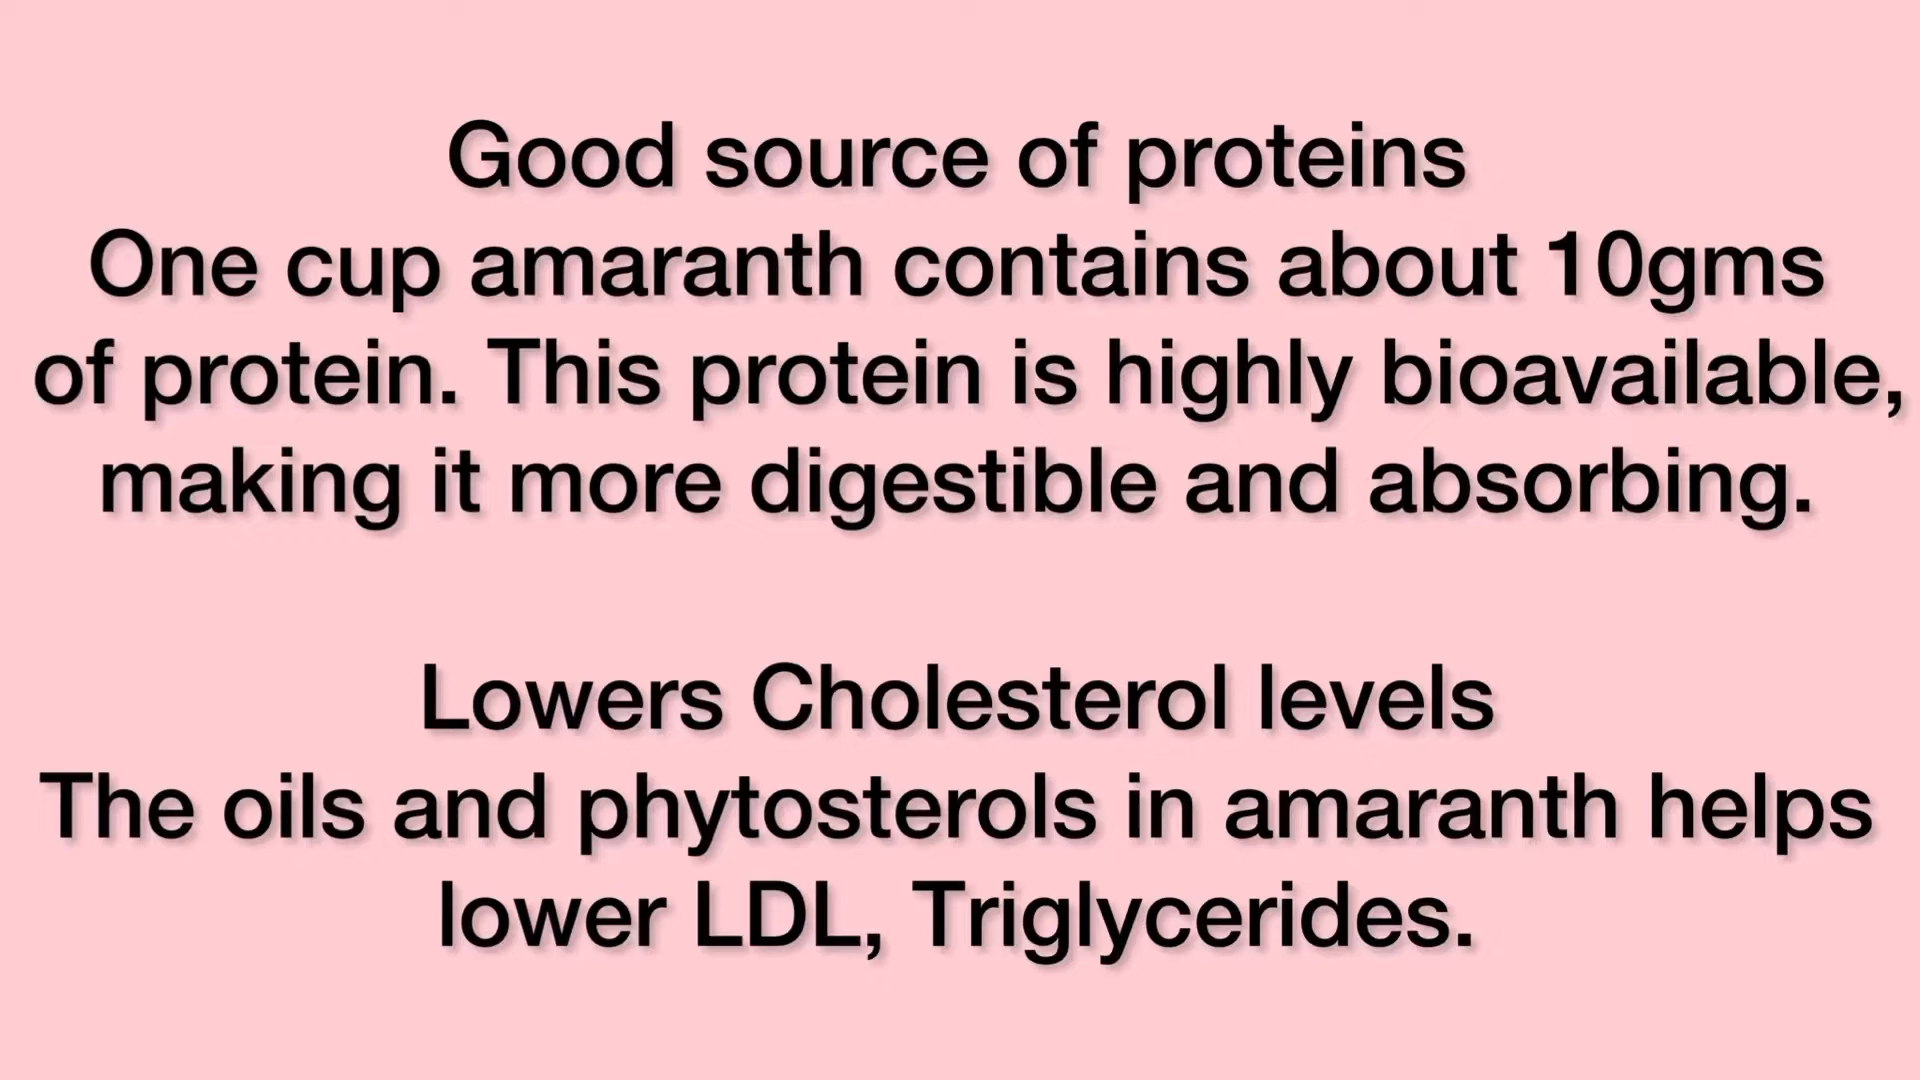 Good source of proteins
One cup amaranth contains about 10gms
of protein. This protein is highly bioavailable,
making it more digestible and absorbing.
Lowers Cholesterol levels
The oils and phytosterols in amaranth helps
lower LDL, Triglycerides.